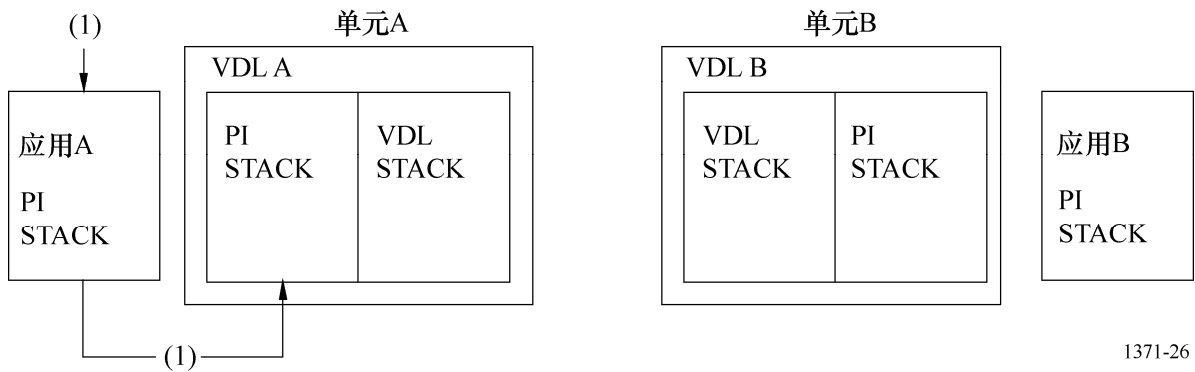 (1)
单元A
单元B
VDL A
VDL B
应用A
PI
STACK
PI
STACK
VDL
STACK
VDL
STACK
PI
STACK
应用B
PI
STACK
(1)
1371-26